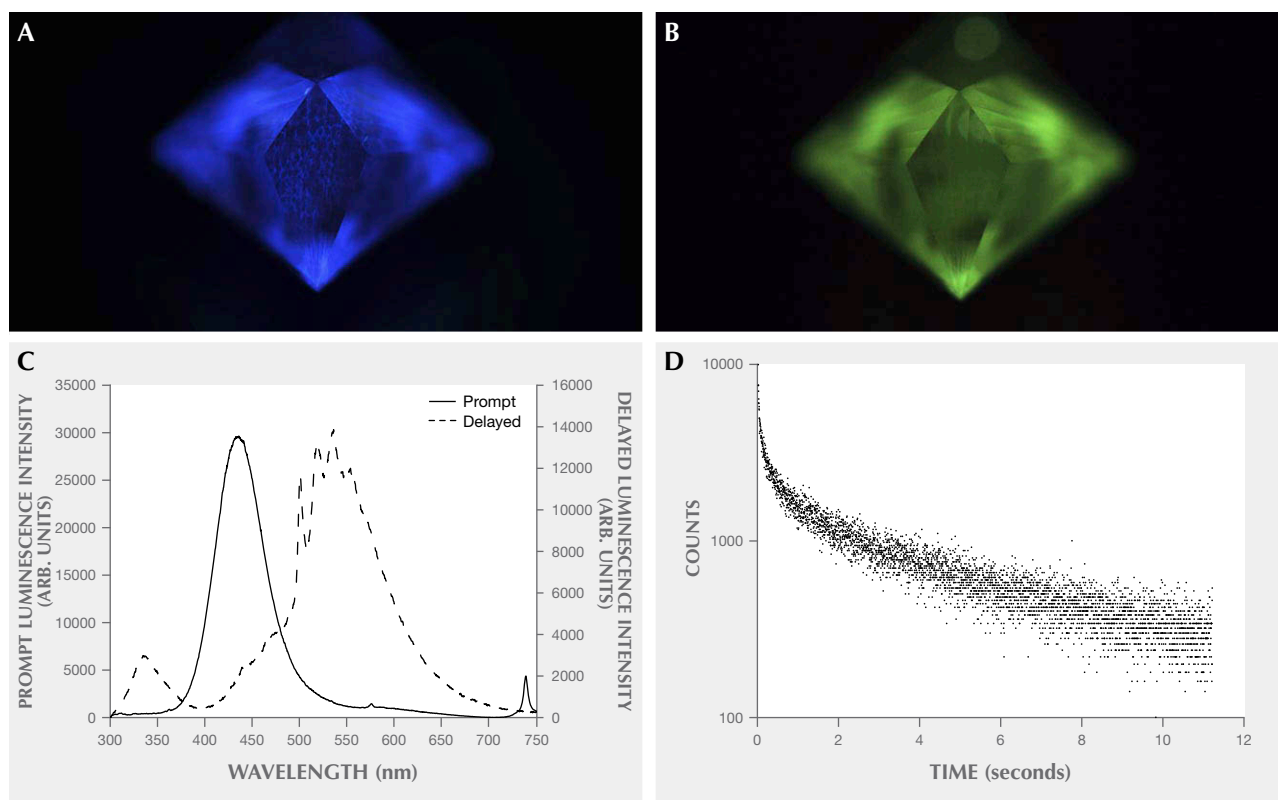 A
B
C
PROMPT LUMINESCENCE INTENSITY
(ARB. UNITS)
35000
30000
25000
20000
15000
10000
5000
0
Prompt
Delayed
16000
14000
12000
10000
8000
6000
4000
2000
0
DELAYED LUMINESCENCE INTENSITY
(ARB. UNITS)
300
350
400
450
500
550
600
650
700
750
WAVELENGTH (nm)
D
COUNTS
10000
1000
100
0
2
4
6
8
10
12
TIME (seconds)